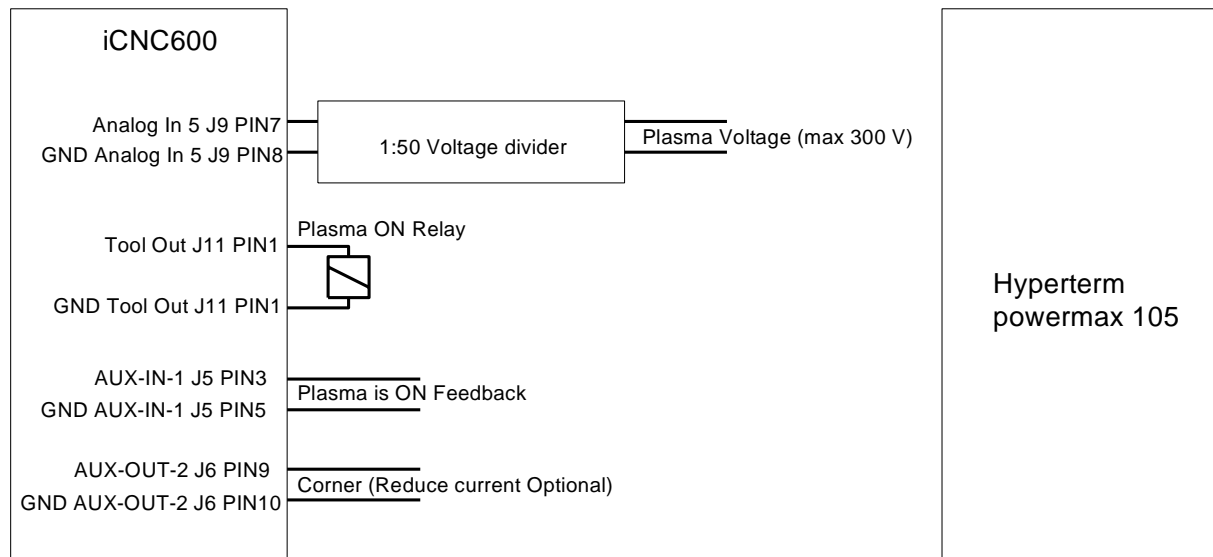 iCNC600
Analog In 5 J9 PIN7
GND Analog In 5 J9 PIN8
1:50 Voltage divider
Plasma Voltage (max 300 V)
Plasma ON Relay
Tool Out J11 PIN1
GND Tool Out J11 PIN1
AUX-IN-1 J5 PIN3
Plasma is ON Feedback
GND AUX-IN-1 J5 PIN5
AUX-OUT-2 J6 PIN9
Corner (Reduce current Optional)
GND AUX-OUT-2 J6 PIN10
Hyperterm
powermax 105